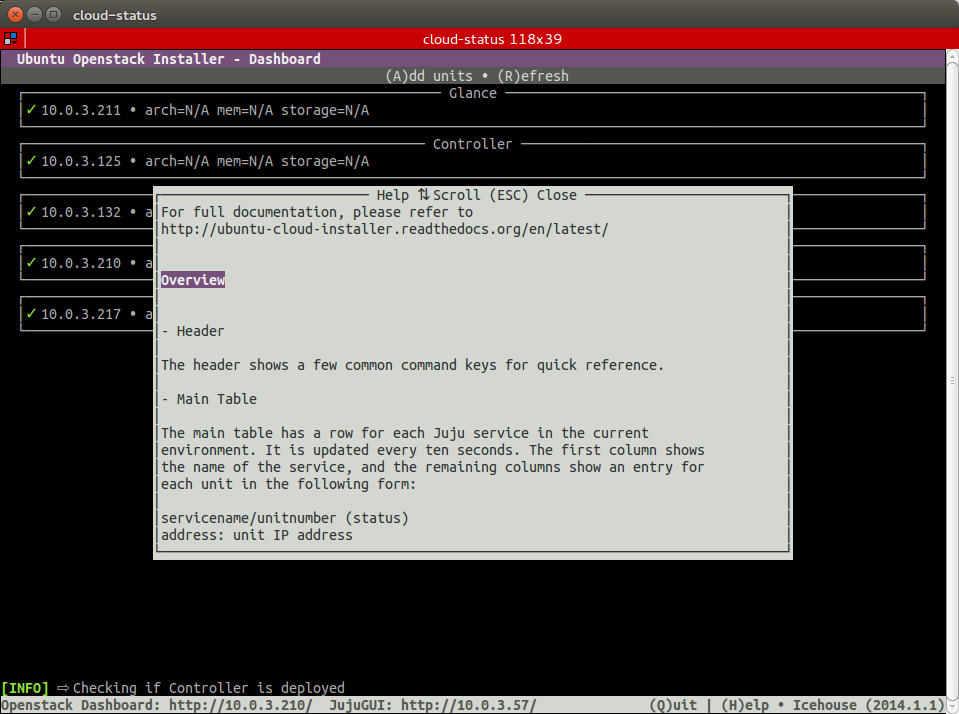 cloud-status
cloud-status 118x39
Ubuntu Openstack Installer - Dashboard
(A)dd units • (R)efresh
Glance
✓ 10.0.3.211 • arch=N/A mem=N/A storage=N/A
Controller
✓ 10.0.3.125 • arch=N/A mem=N/A storage=N/A
Help ⇅ Scroll (ESC) Close
✓ 10.0.3.132 • a
For full documentation, please refer to
http://ubuntu-cloud-installer.readthedocs.org/en/latest/
✓ 10.0.3.210 • a
Overview
✓ 10.0.3.217 • a
- Header
The header shows a few common command keys for quick reference.
- Main Table
The main table has a row for each Juju service in the current
environment. It is updated every ten seconds. The first column shows
the name of the service, and the remaining columns show an entry for
each unit in the following form:
servicename/unitnumber (status)
address: unit IP address
[INFO] ⇨ Checking if Controller is deployed
Openstack Dashboard: http://10.0.3.210/ JujuGUI: http://10.0.3.57/ (Q)uit | (H)elp • Icehouse (2014.1.1)